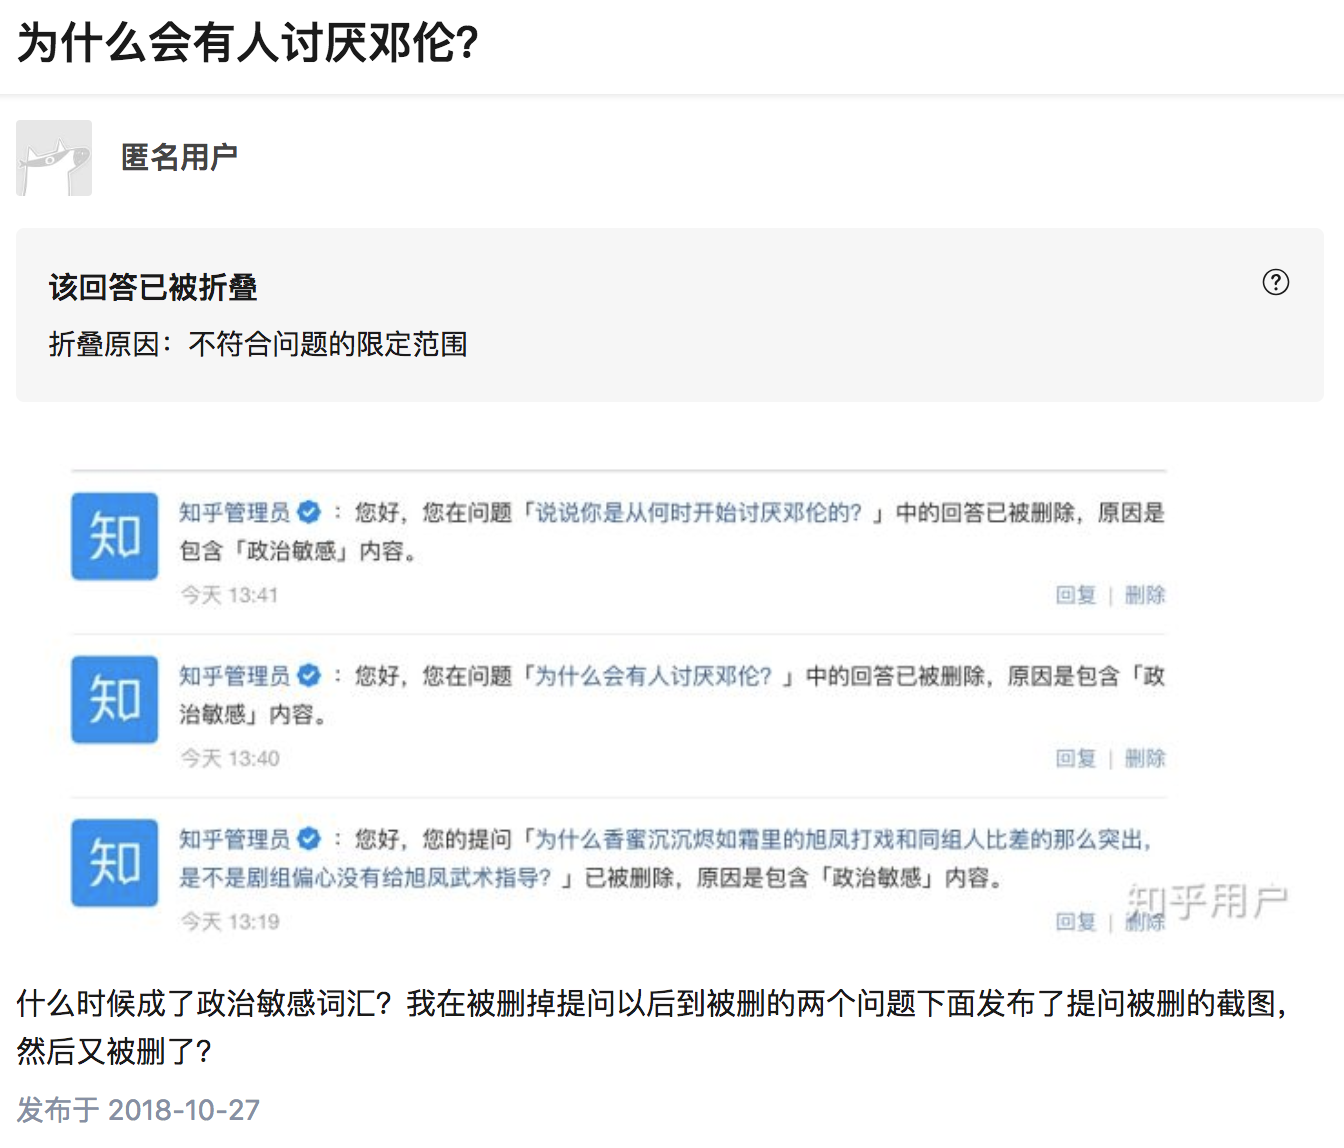 为什么会有人讨厌邓伦?
匿名用户
该回答已被折叠
折叠原因：不符合问题的限定范围
知乎管理员 ：您好，您在问题「说说你是从何时开始讨厌邓伦的？」中的回答已被删除，原因是
包含「政治敏感」内容。
今天 13:41
回复 | 删除
知乎管理员 ：您好，您在问题「为什么会有人讨厌邓伦？」中的回答已被删除，原因是包含「政
治敏感」内容。
今天 13:40
回复 | 删除
知乎管理员 ：您好，您的提问「为什么香蜜沉沉烬如霜里的旭凤打戏和同组人比差的那么突出，
是不是剧组偏心没有给旭凤武术指导？」已被删除，原因是包含「政治敏感」内容。
今天 13:19
回复 | 删除
知乎用户
什么时候成了政治敏感词汇？我在被删掉提问以后到被删的两个问题下面发布了提问被删的截图，
然后又被删了?
发布于 2018-10-27